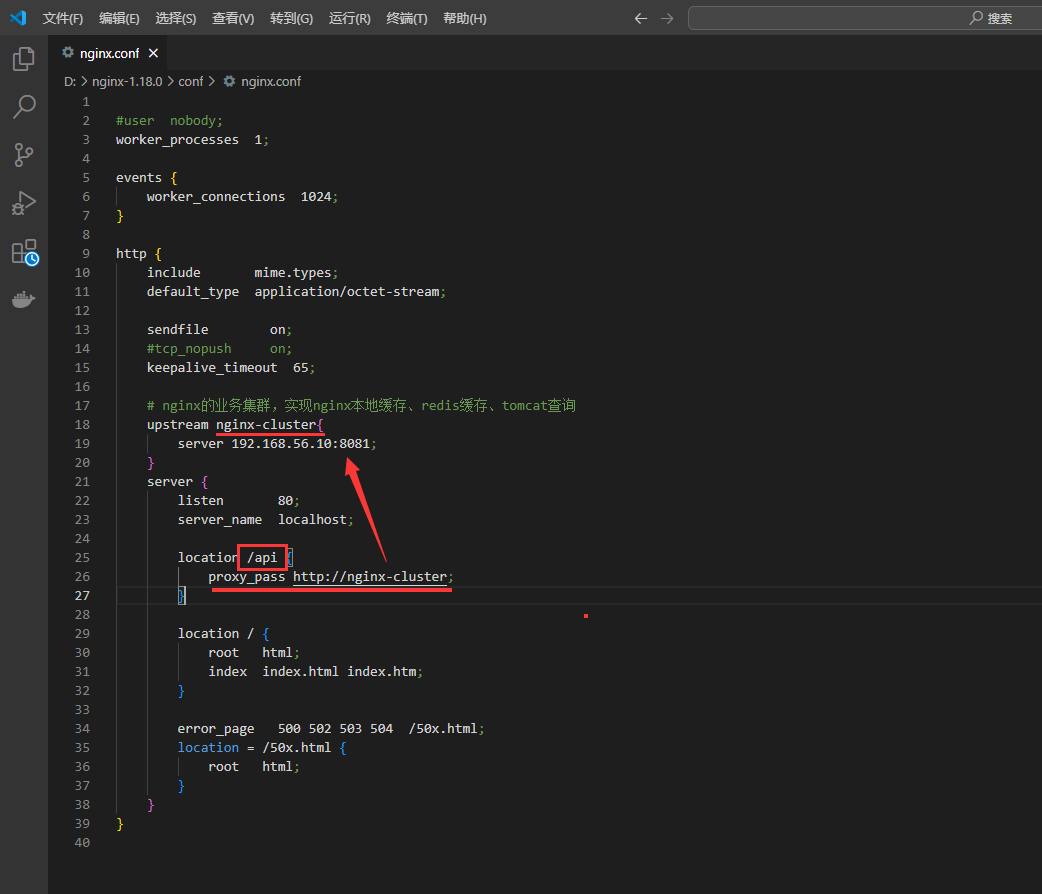 文件(F) 编辑(E) 选择(S) 查看(V) 转到(G) 运行(R) 终端(T) 帮助(H) 搜索
nginx.conf
D: > nginx-1.18.0 > conf > nginx.conf
1
2 #user  nobody;
3 worker_processes  1;
4
5 events {
6     worker_connections  1024;
7 }
8
9 http {
10     include       mime.types;
11     default_type  application/octet-stream;
12
13     sendfile        on;
14     #tcp_nopush     on;
15     keepalive_timeout  65;
16
17     # nginx的业务集群，实现nginx本地缓存、redis缓存、tomcat查询
18     upstream nginx-cluster{
19         server 192.168.56.10:8081;
20     }
21     server {
22         listen       80;
23         server_name  localhost;
24
25         location /api {
26             proxy_pass http://nginx-cluster;
27         }
28
29         location / {
30             root   html;
31             index  index.html index.htm;
32         }
33
34         error_page   500 502 503 504  /50x.html;
35         location = /50x.html {
36             root   html;
37         }
38     }
39 }
40